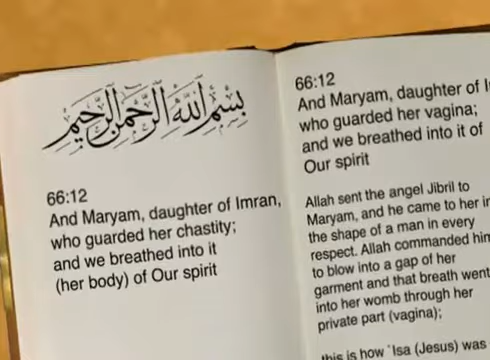 بسم الله الرحمن الرحيم
66:12
And Maryam, daughter of Imran,
who guarded her chastity;
and we breathed into it
(her body) of Our spirit
66:12
And Maryam, daughter of
who guarded her vagina;
and we breathed into it of
Our spirit
Allah sent the angel Jibril to
Maryam, and he came to her in
the shape of a man in every
respect. Allah commanded him
to blow into a gap of her
garment and that breath went
into her womb through her
private part (vagina);
this is how `Isa (Jesus) was